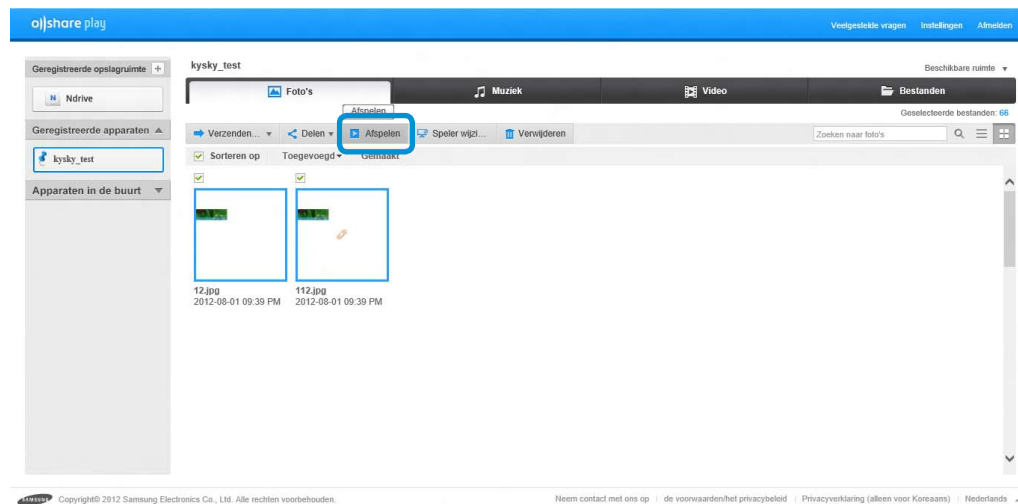 allshare play
Veelgestelde vragen Instellingen Afmelden
Geregistreerde opslagruimte +
kysky_test
Beschikbare ruimte
N Ndrive
Foto's Muziek Video Bestanden
Afspelen
Geselecteerde bestanden: 66
Geregistreerde apparaten
Verzenden... Delen Afspelen Speler wijzi... Verwijderen
Zoeken naar foto's
kysky_test
Sorteren op Toegevoegd Gemaakt
Apparaten in de buurt
12.jpg
2012-08-01 09:39 PM
112.jpg
2012-08-01 09:39 PM
SAMSUNG Copyright© 2012 Samsung Electronics Co., Ltd. Alle rechten voorbehouden.
Neem contact met ons op | de voorwaarden/het privacybeleid | Privacyverklaring (alleen voor Koreaans) | Nederlands